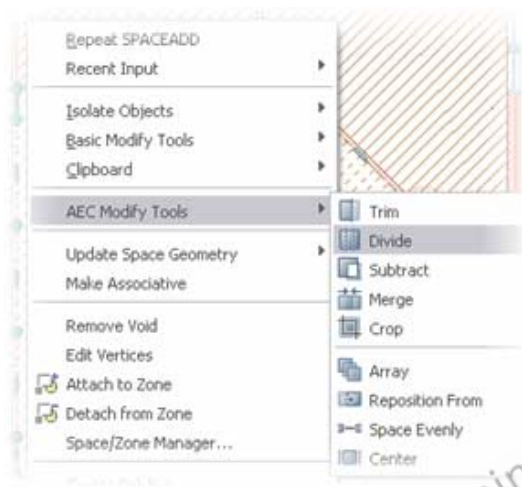 Repeat SPACEADD
Recent Input
Isolate Objects
Basic Modify Tools
Clipboard
AEC Modify Tools
Update Space Geometry
Make Associative
Remove Void
Edit Vertices
Attach to Zone
Detach from Zone
Space/Zone Manager...
Trim
Divide
Subtract
Merge
Crop
Array
Reposition From
Space Evenly
Center